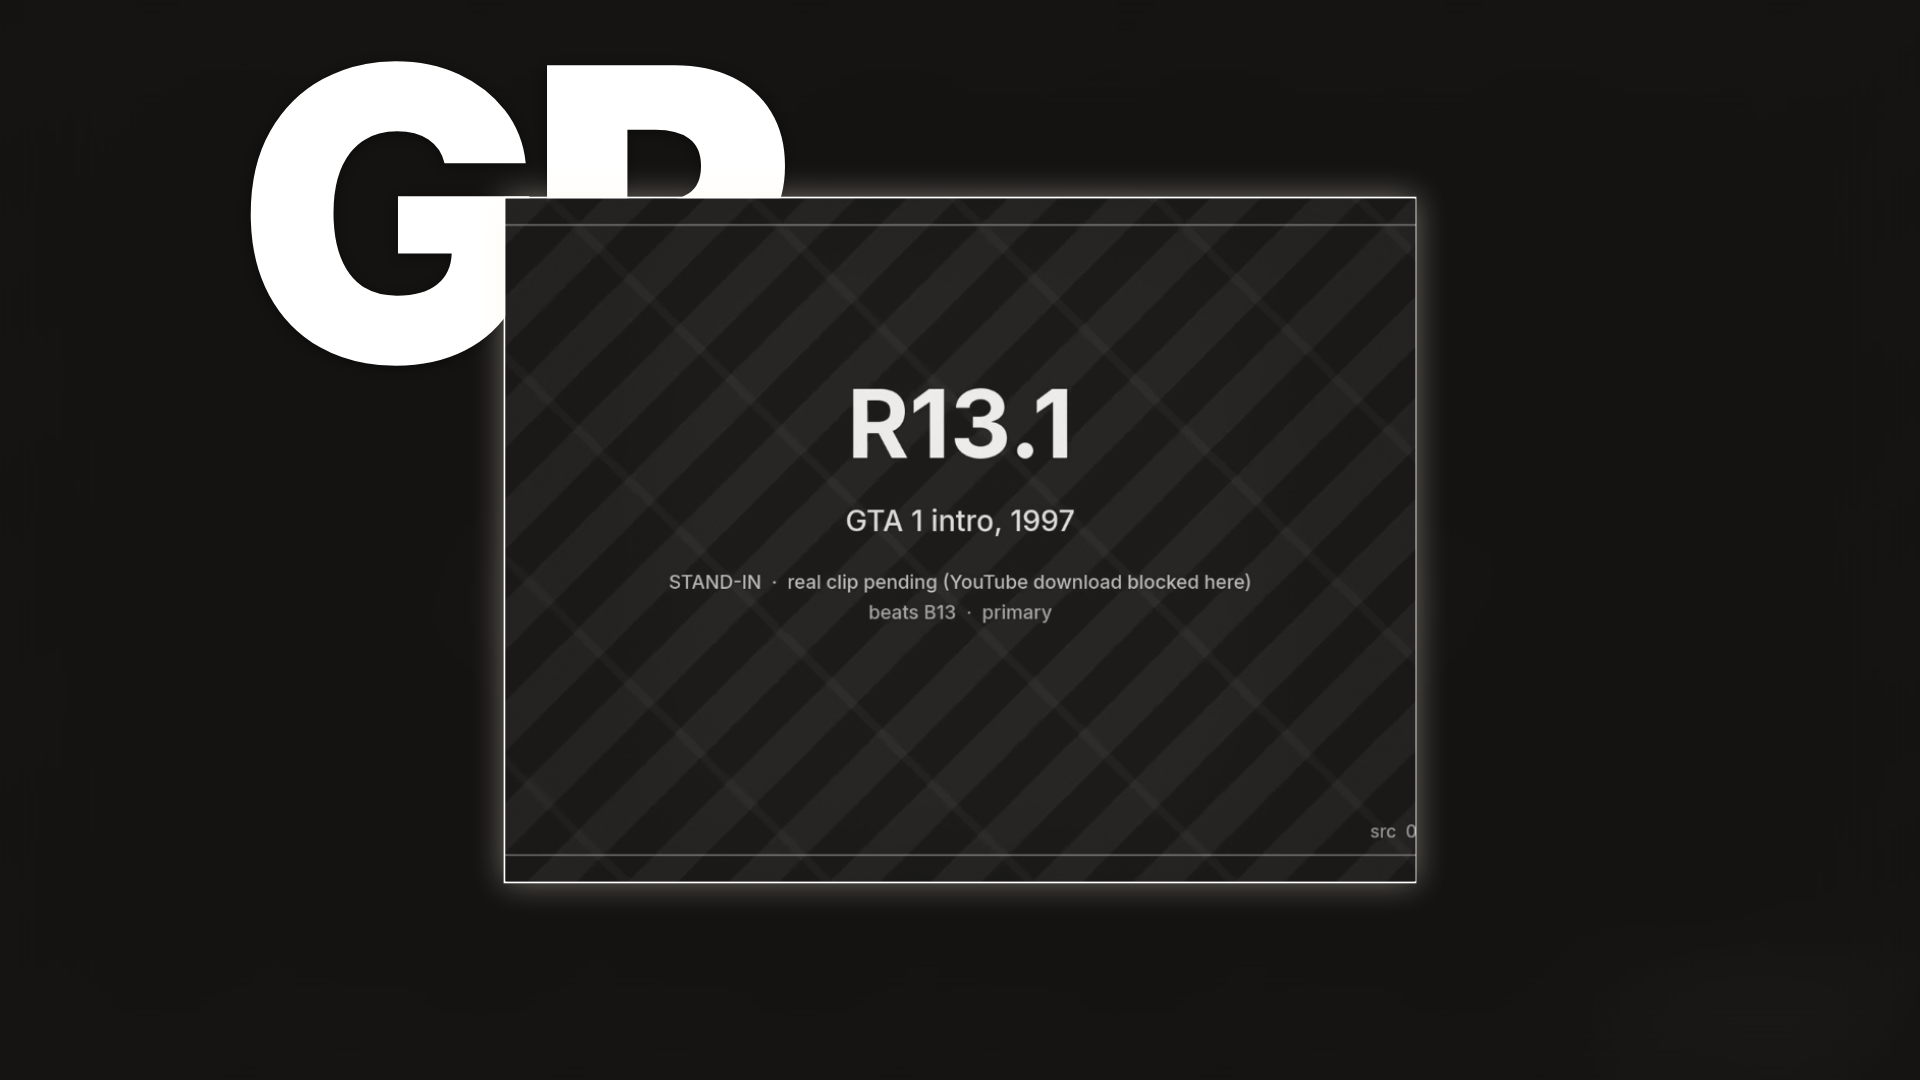 G
R13.1
GTA 1 intro, 1997
STAND-IN · real clip pending (YouTube download blocked here)
beats B13 · primary
src 0